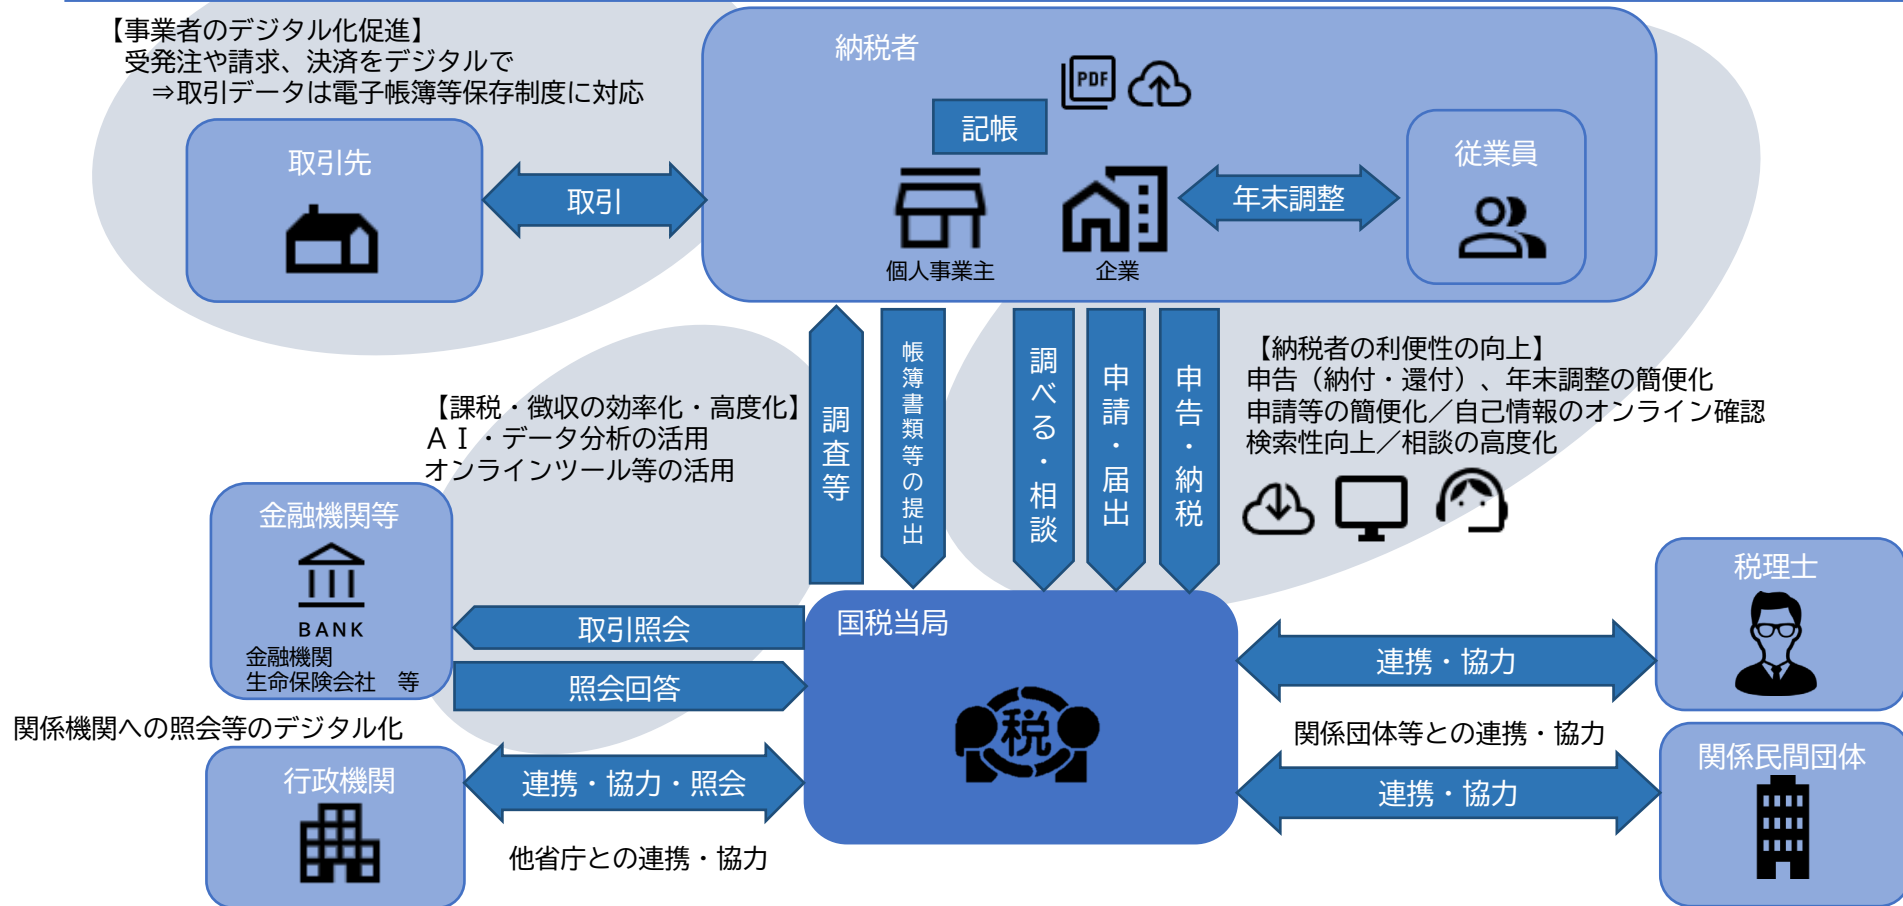 【事業者のデジタル化促進】
受発注や請求、決済をデジタルで
⇒取引データは電子帳簿等保存制度に対応
納税者
PDF
記帳
取引先
取引
個人事業主
企業
年末調整
従業員
調査等
帳簿書類等の提出
調べる・相談
申請・届出
申告・納税
【納税者の利便性の向上】
申告（納付・還付）、年末調整の簡便化
申請等の簡便化／自己情報のオンライン確認
検索性向上／相談の高度化
【課税・徴収の効率化・高度化】
ＡＩ・データ分析の活用
オンラインツール等の活用
金融機関等
BANK
金融機関
生命保険会社　等
取引照会
照会回答
国税当局
税
連携・協力
税理士
関係機関への照会等のデジタル化
関係団体等との連携・協力
行政機関
連携・協力・照会
他省庁との連携・協力
連携・協力
関係民間団体